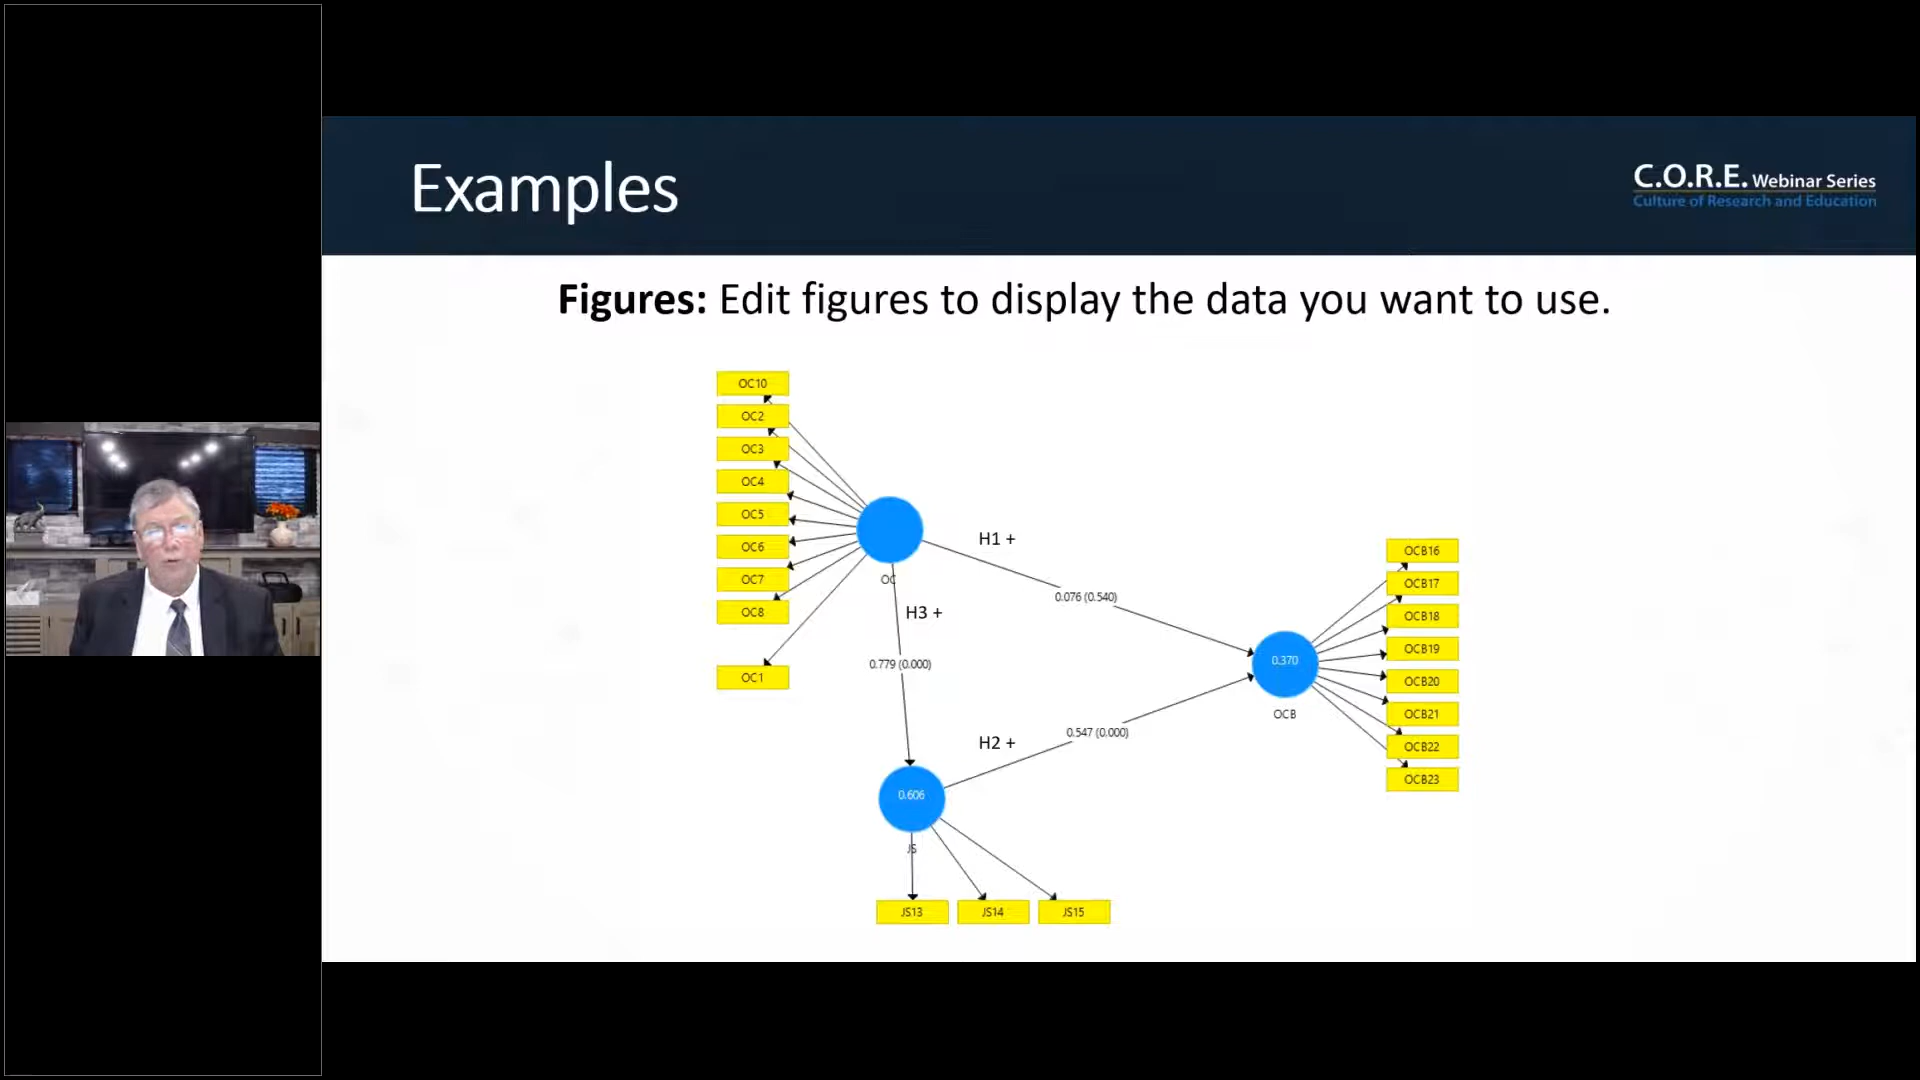 Examples
C.O.R.E. Webinar Series
Culture of Research and Education
Figures: Edit figures to display the data you want to use.
OC10
OC2
OC3
OC4
OC5
OC6
OC7
OC8
OC1
OC
H1 +
0.076 (0.540)
H3 +
0.779 (0.000)
H2 +
0.547 (0.000)
0.370
OCB
OCB16
OCB17
OCB18
OCB19
OCB20
OCB21
OCB22
OCB23
0.606
JS
JS13
JS14
JS15